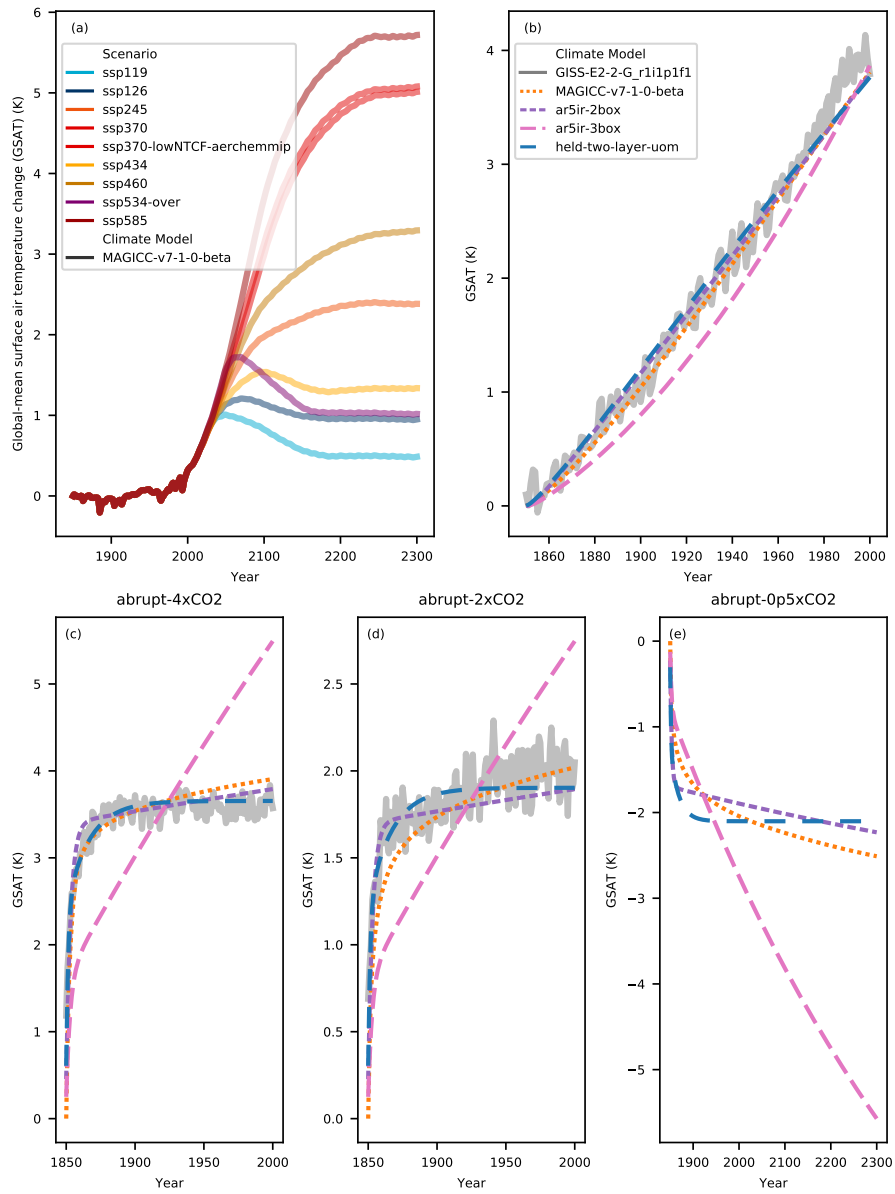 (a)
Global-mean surface air temperature change (GSAT) (K)
6
5
4
3
2
1
0
Scenario
ssp119
ssp126
ssp245
ssp370
ssp370-lowNTCF-aerchemmip
ssp434
ssp460
ssp534-over
ssp585
Climate Model
MAGICC-v7-1-0-beta
1900
2000
2100
2200
2300
Year
(b)
GSAT (K)
4
3
2
1
0
Climate Model
GISS-E2-2-G_r1i1p1f1
MAGICC-v7-1-0-beta
ar5ir-2box
ar5ir-3box
held-two-layer-uom
1860
1880
1900
1920
1940
1960
1980
2000
Year
abrupt-4xCO2
(c)
GSAT (K)
5
4
3
2
1
0
1850
1900
1950
2000
Year
abrupt-2xCO2
(d)
GSAT (K)
2.5
2.0
1.5
1.0
0.5
0.0
1850
1900
1950
2000
Year
abrupt-0p5xCO2
(e)
GSAT (K)
0
−1
−2
−3
−4
−5
1900
2000
2100
2200
2300
Year